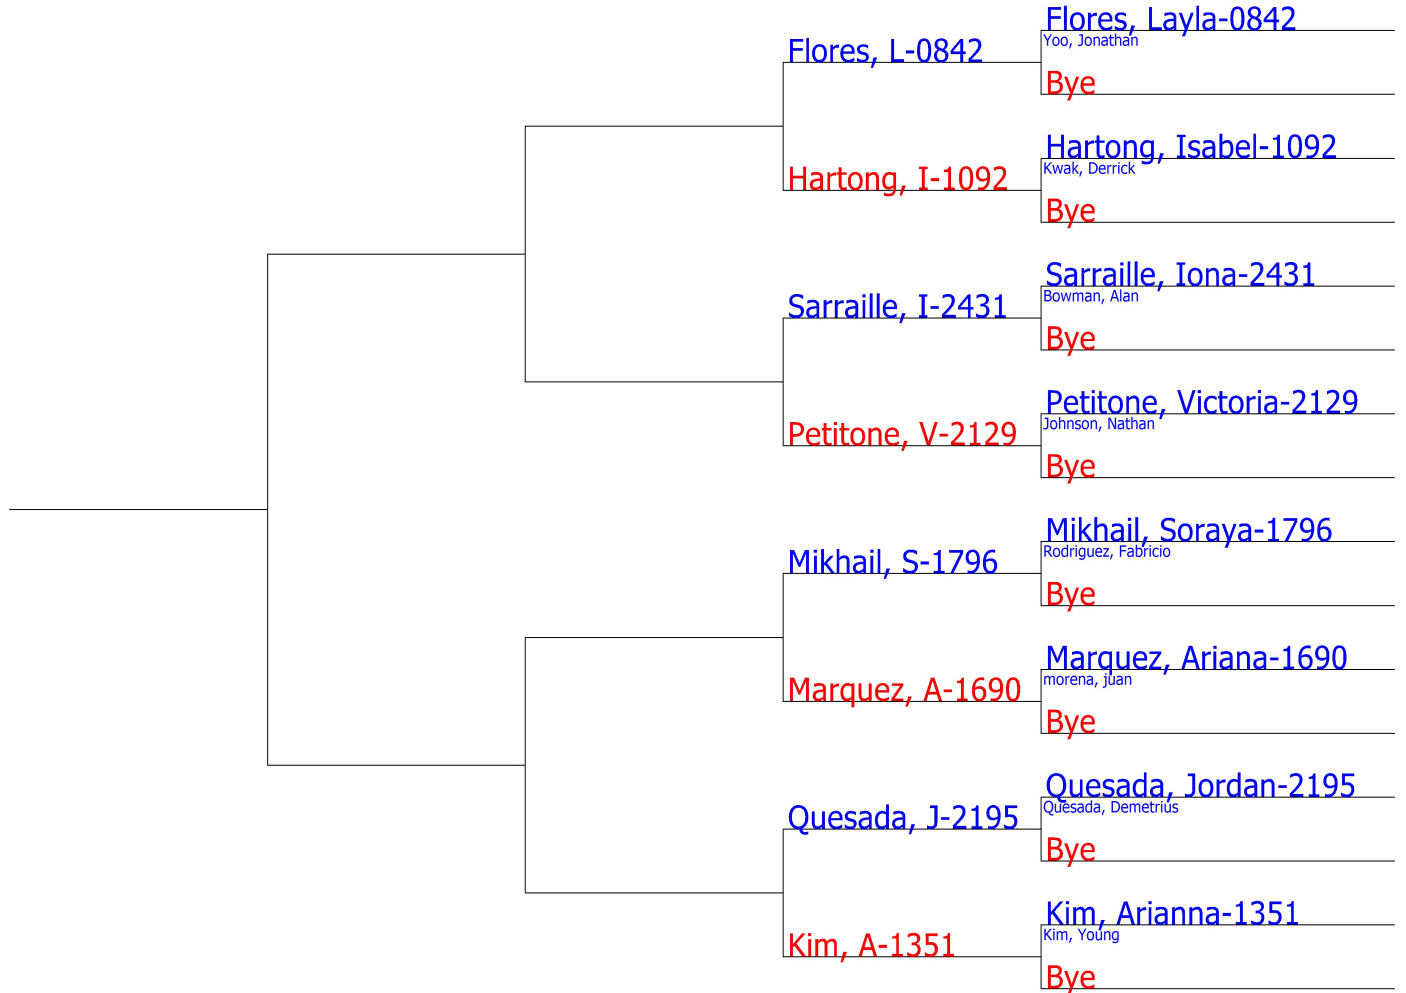 Flores, Layla-0842
Flores, L-0842
Yoo, Jonathan
Bye
Hartong, Isabel-1092
Hartong, I-1092
Kwak, Derrick
Bye
Sarraille, Iona-2431
Sarraille, I-2431
Bowman, Alan
Bye
Petitone, Victoria-2129
Petitone, V-2129
Johnson, Nathan
Bye
Mikhail, Soraya-1796
Mikhail, S-1796
Rodriguez, Fabricio
Bye
Marquez, Ariana-1690
Marquez, A-1690
morena, juan
Bye
Quesada, Jordan-2195
Quesada, J-2195
Quesada, Demetrius
Bye
Kim, Arianna-1351
Kim, A-1351
Kim, Young
Bye